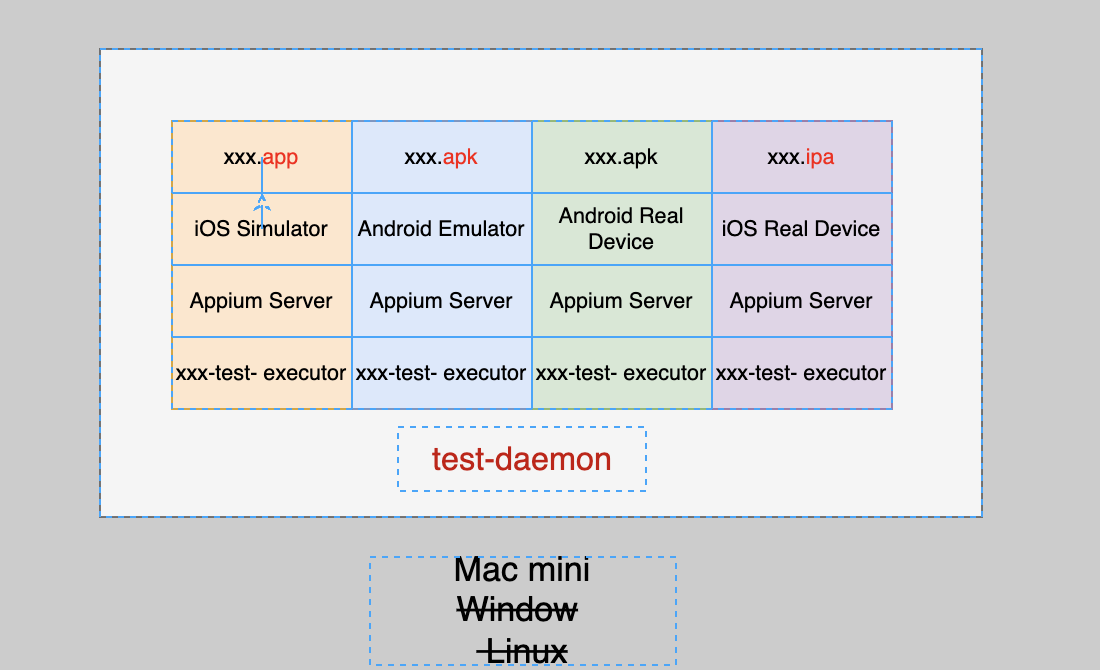 xxx.app xxx.apk xxx.apk xxx.ipa
iOS Simulator Android Emulator Android Real Device iOS Real Device
Appium Server Appium Server Appium Server Appium Server
xxx-test- executor xxx-test- executor xxx-test- executor xxx-test- executor
test-daemon
Mac mini
Window
Linux